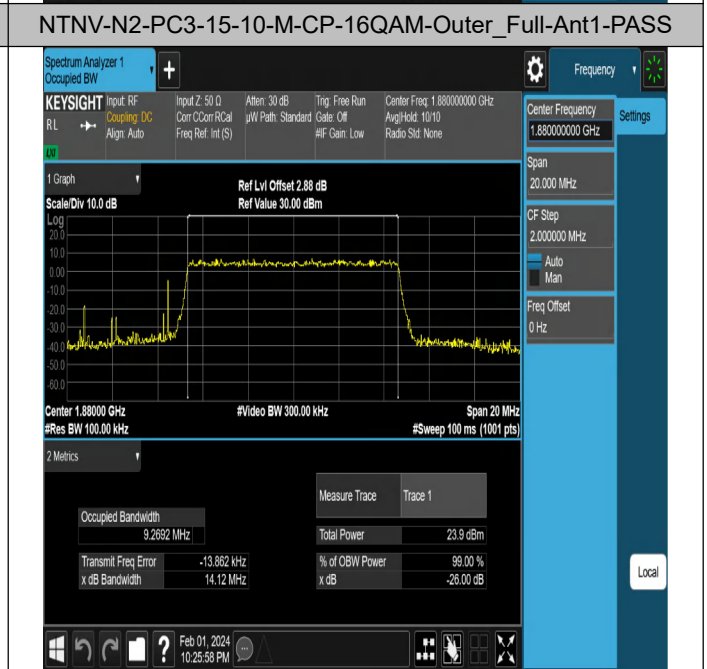 NTNV-N2-PC3-15-10-M-CP-16QAM-Outer_Full-Ant1-PASS
Spectrum Analyzer 1
Occupied BW
+
Frequency
KEYSIGHT
RL
LXI
Input: RF
Coupling: DC
Align: Auto
Input Z: 50 Ω
Corr CCorr RCal
Freq Ref: Int (S)
Atten: 30 dB
µW Path: Standard
Trig: Free Run
Gate: Off
#IF Gain: Low
Center Freq: 1.880000000 GHz
Avg|Hold: 10/10
Radio Std: None
Center Frequency
1.880000000 GHz
Settings
Span
20.000 MHz
CF Step
2.000000 MHz
Auto
Man
Freq Offset
0 Hz
Local
1 Graph
Scale/Div 10.0 dB
Ref Lvl Offset 2.88 dB
Ref Value 30.00 dBm
Log
20.0
10.0
0.00
-10.0
-20.0
-30.0
-40.0
-50.0
-60.0
Center 1.88000 GHz
#Res BW 100.00 kHz
#Video BW 300.00 kHz
Span 20 MHz
#Sweep 100 ms (1001 pts)
2 Metrics
Measure Trace Trace 1
Occupied Bandwidth
9.2692 MHz
Total Power 23.9 dBm
Transmit Freq Error -13.862 kHz
% of OBW Power 99.00 %
x dB Bandwidth 14.12 MHz
x dB -26.00 dB
?
Feb 01, 2024
10:25:58 PM